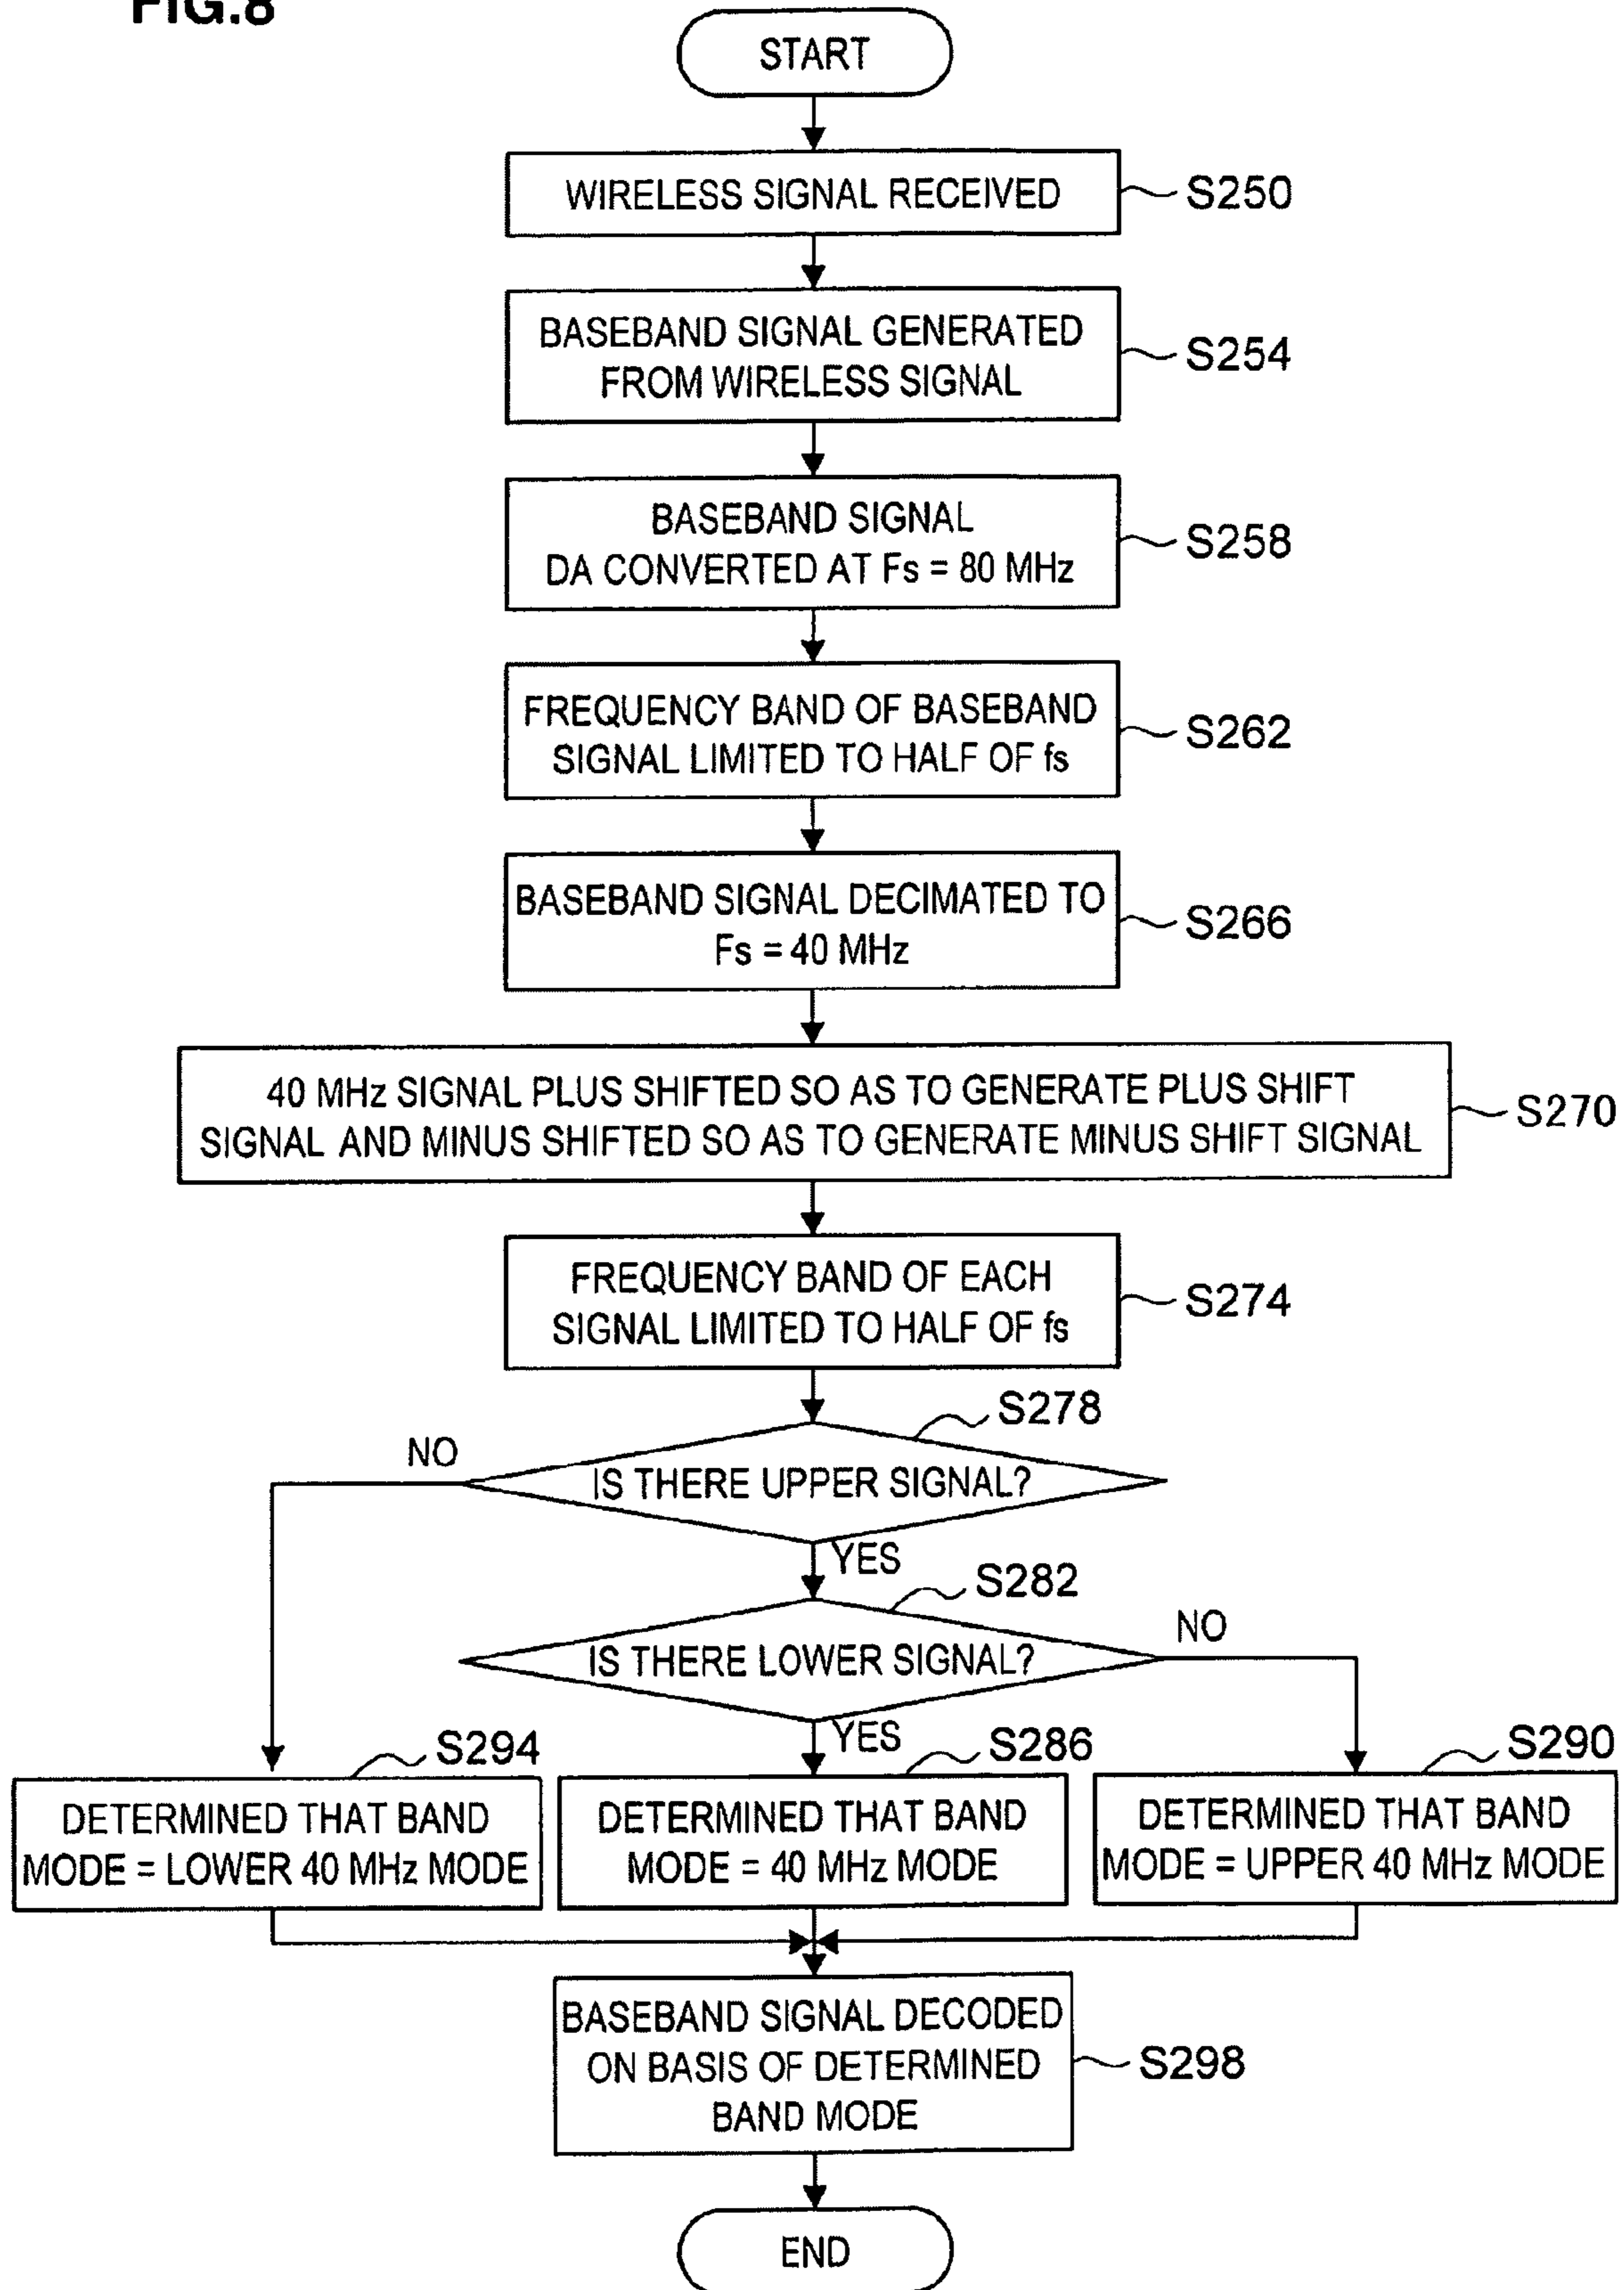 FIG.8
START
WIRELESS SIGNAL RECEIVED
S250
BASEBAND SIGNAL GENERATED
FROM WIRELESS SIGNAL
S254
BASEBAND SIGNAL
DA CONVERTED AT Fs = 80 MHz
S258
FREQUENCY BAND OF BASEBAND
SIGNAL LIMITED TO HALF OF fs
S262
BASEBAND SIGNAL DECIMATED TO
Fs = 40 MHz
S266
40 MHz SIGNAL PLUS SHIFTED SO AS TO GENERATE PLUS SHIFT
SIGNAL AND MINUS SHIFTED SO AS TO GENERATE MINUS SHIFT SIGNAL
S270
FREQUENCY BAND OF EACH
SIGNAL LIMITED TO HALF OF fs
S274
S278
NO
IS THERE UPPER SIGNAL?
YES
S282
NO
IS THERE LOWER SIGNAL?
YES
S294
S286
S290
DETERMINED THAT BAND
MODE = LOWER 40 MHz MODE
DETERMINED THAT BAND
MODE = 40 MHz MODE
DETERMINED THAT BAND
MODE = UPPER 40 MHz MODE
BASEBAND SIGNAL DECODED
ON BASIS OF DETERMINED
BAND MODE
S298
END